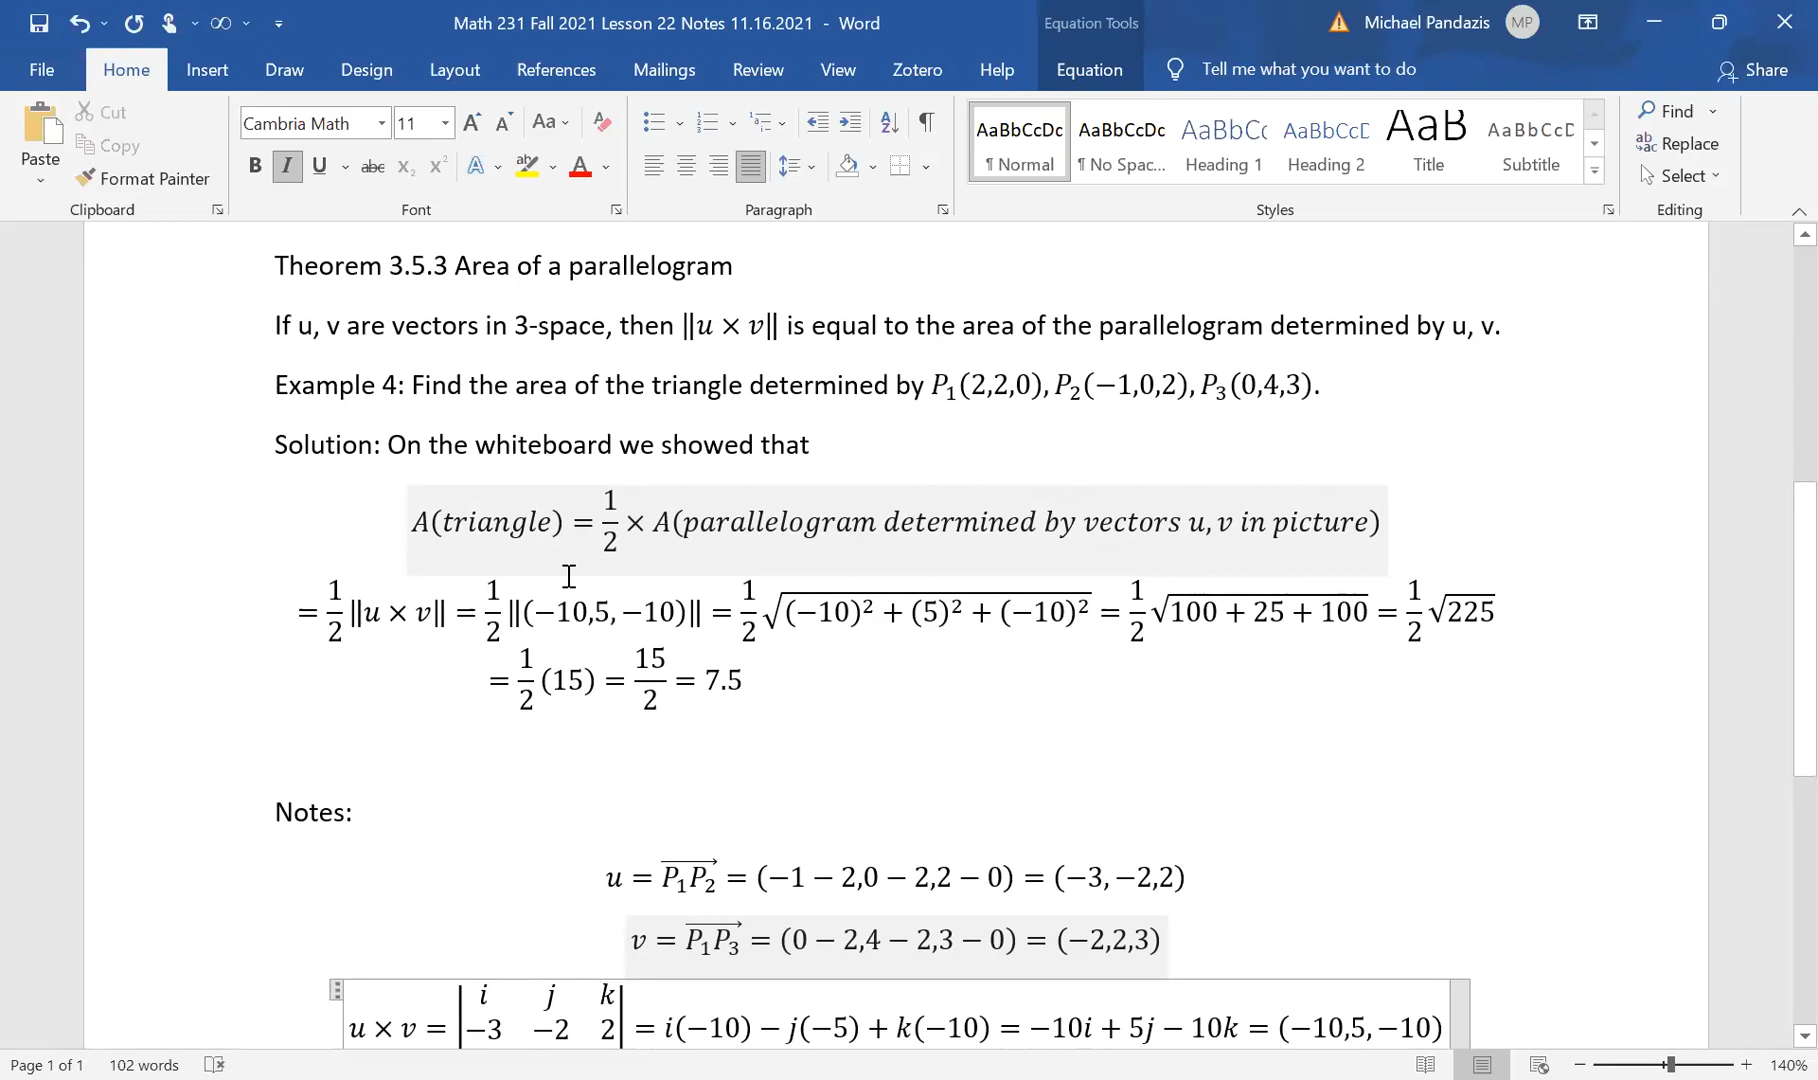 Math 231 Fall 2021 Lesson 22 Notes 11.16.2021 - Word
Equation Tools
Michael Pandazis MP
File Home Insert Draw Design Layout References Mailings Review View Zotero Help Equation Tell me what you want to do Share
Paste
Cut
Copy
Format Painter
Clipboard
Cambria Math 11
Aa
B I U abc x₂ x² A A
Font
Paragraph
AaBbCcDc AaBbCcDc AaBbCc AaBbCcD AaB AaBbCcD
¶ Normal ¶ No Spac... Heading 1 Heading 2 Title Subtitle
Styles
Find
Replace
Select
Editing
Theorem 3.5.3 Area of a parallelogram
If u, v are vectors in 3-space, then ‖u × v‖ is equal to the area of the parallelogram determined by u, v.
Example 4: Find the area of the triangle determined by P₁(2,2,0), P₂(−1,0,2), P₃(0,4,3).
Solution: On the whiteboard we showed that
A(triangle) = 1/2 × A(parallelogram determined by vectors u, v in picture)
= 1/2 ‖u × v‖ = 1/2 ‖(−10,5, −10)‖ = 1/2 √((−10)² + (5)² + (−10)²) = 1/2 √(100 + 25 + 100) = 1/2 √225
= 1/2 (15) = 15/2 = 7.5
Notes:
u = P₁P₂ = (−1 − 2,0 − 2,2 − 0) = (−3, −2,2)
v = P₁P₃ = (0 − 2,4 − 2,3 − 0) = (−2,2,3)
i j k
u × v = |−3 −2 2| = i(−10) − j(−5) + k(−10) = −10i + 5j − 10k = (−10,5, −10)
Page 1 of 1 102 words 140%